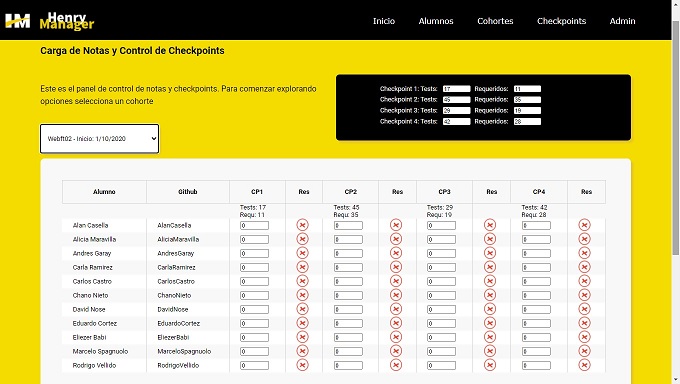 HM Henry Manager
Inicio Alumnos Cohortes Checkpoints Admin
Carga de Notas y Control de Checkpoints
Este es el panel de control de notas y checkpoints. Para comenzar explorando
opciones selecciona un cohorte
Checkpoint 1: Tests: 17 Requeridos: 11
Checkpoint 2: Tests: 45 Requeridos: 35
Checkpoint 3: Tests: 29 Requeridos: 19
Checkpoint 4: Tests: 42 Requeridos: 28
Webft02 - Inicio: 1/10/2020
Alumno Github CP1 Res CP2 Res CP3 Res CP4 Res
Tests: 17 Tests: 45 Tests: 29 Tests: 42
Requ: 11 Requ: 35 Requ: 19 Requ: 28
Alan Casella AlanCasella 0 0 0 0
Alicia Maravilla AliciaMaravilla 0 0 0 0
Andres Garay AndresGaray 0 0 0 0
Carla Ramirez CarlaRamirez 0 0 0 0
Carlos Castro CarlosCastro 0 0 0 0
Chano Nieto ChanoNieto 0 0 0 0
David Nose DavidNose 0 0 0 0
Eduardo Cortez EduardoCortez 0 0 0 0
Eliezer Babi EliezerBabi 0 0 0 0
Marcelo Spagnuolo MarceloSpagnuolo 0 0 0 0
Rodrigo Vellido RodrigoVellido 0 0 0 0